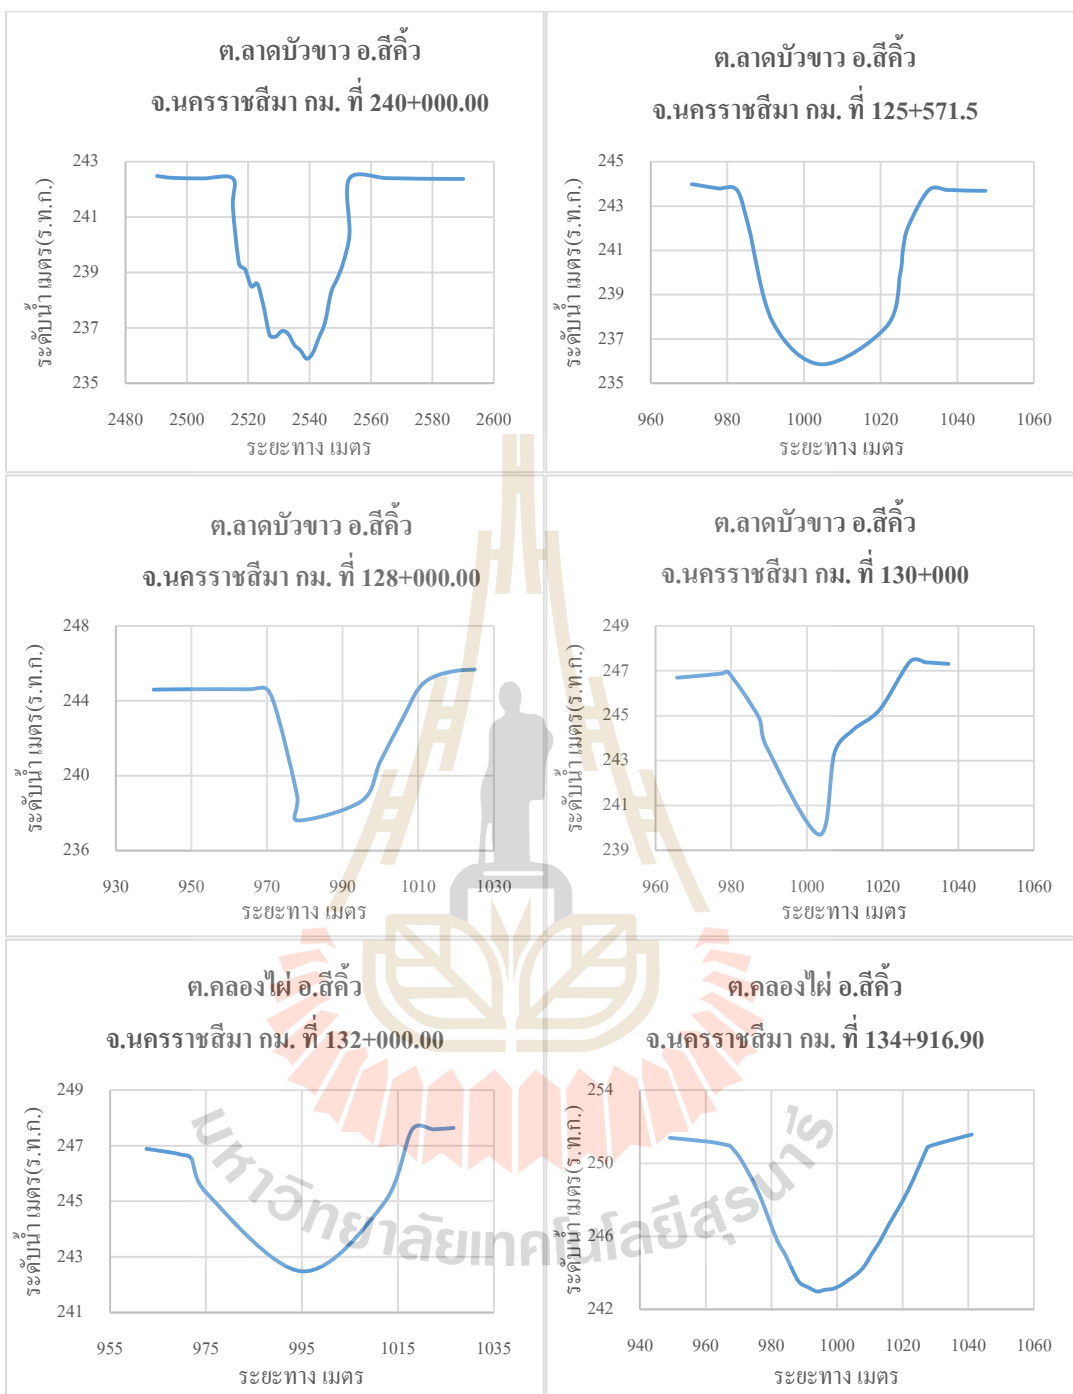 ต.ลาดบัวขาว อ.สีคิ้ว
จ.นครราชสีมา กม. ที่ 240+000.00
ระดับน้ำ เมตร(ร.ท.ก.)
243
241
239
237
235
2480 2500 2520 2540 2560 2580 2600
ระยะทาง เมตร
ต.ลาดบัวขาว อ.สีคิ้ว
จ.นครราชสีมา กม. ที่ 125+571.5
ระดับน้ำ เมตร(ร.ท.ก.)
245
243
241
239
237
235
960 980 1000 1020 1040 1060
ระยะทาง เมตร
ต.ลาดบัวขาว อ.สีคิ้ว
จ.นครราชสีมา กม. ที่ 128+000.00
ระดับน้ำ เมตร(ร.ท.ก.)
248
244
240
236
930 950 970 990 1010 1030
ระยะทาง เมตร
ต.ลาดบัวขาว อ.สีคิ้ว
จ.นครราชสีมา กม. ที่ 130+000
ระดับน้ำ เมตร(ร.ท.ก.)
249
247
245
243
241
239
960 980 1000 1020 1040 1060
ระยะทาง เมตร
ต.คลองไผ่ อ.สีคิ้ว
จ.นครราชสีมา กม. ที่ 132+000.00
ระดับน้ำ เมตร(ร.ท.ก.)
249
247
245
243
241
955 975 995 1015 1035
ระยะทาง เมตร
ต.คลองไผ่ อ.สีคิ้ว
จ.นครราชสีมา กม. ที่ 134+916.90
ระดับน้ำ เมตร(ร.ท.ก.)
254
250
246
242
940 960 980 1000 1020 1040 1060
ระยะทาง เมตร
มหาวิทยาลัยเทคโนโลยีสุรนารี